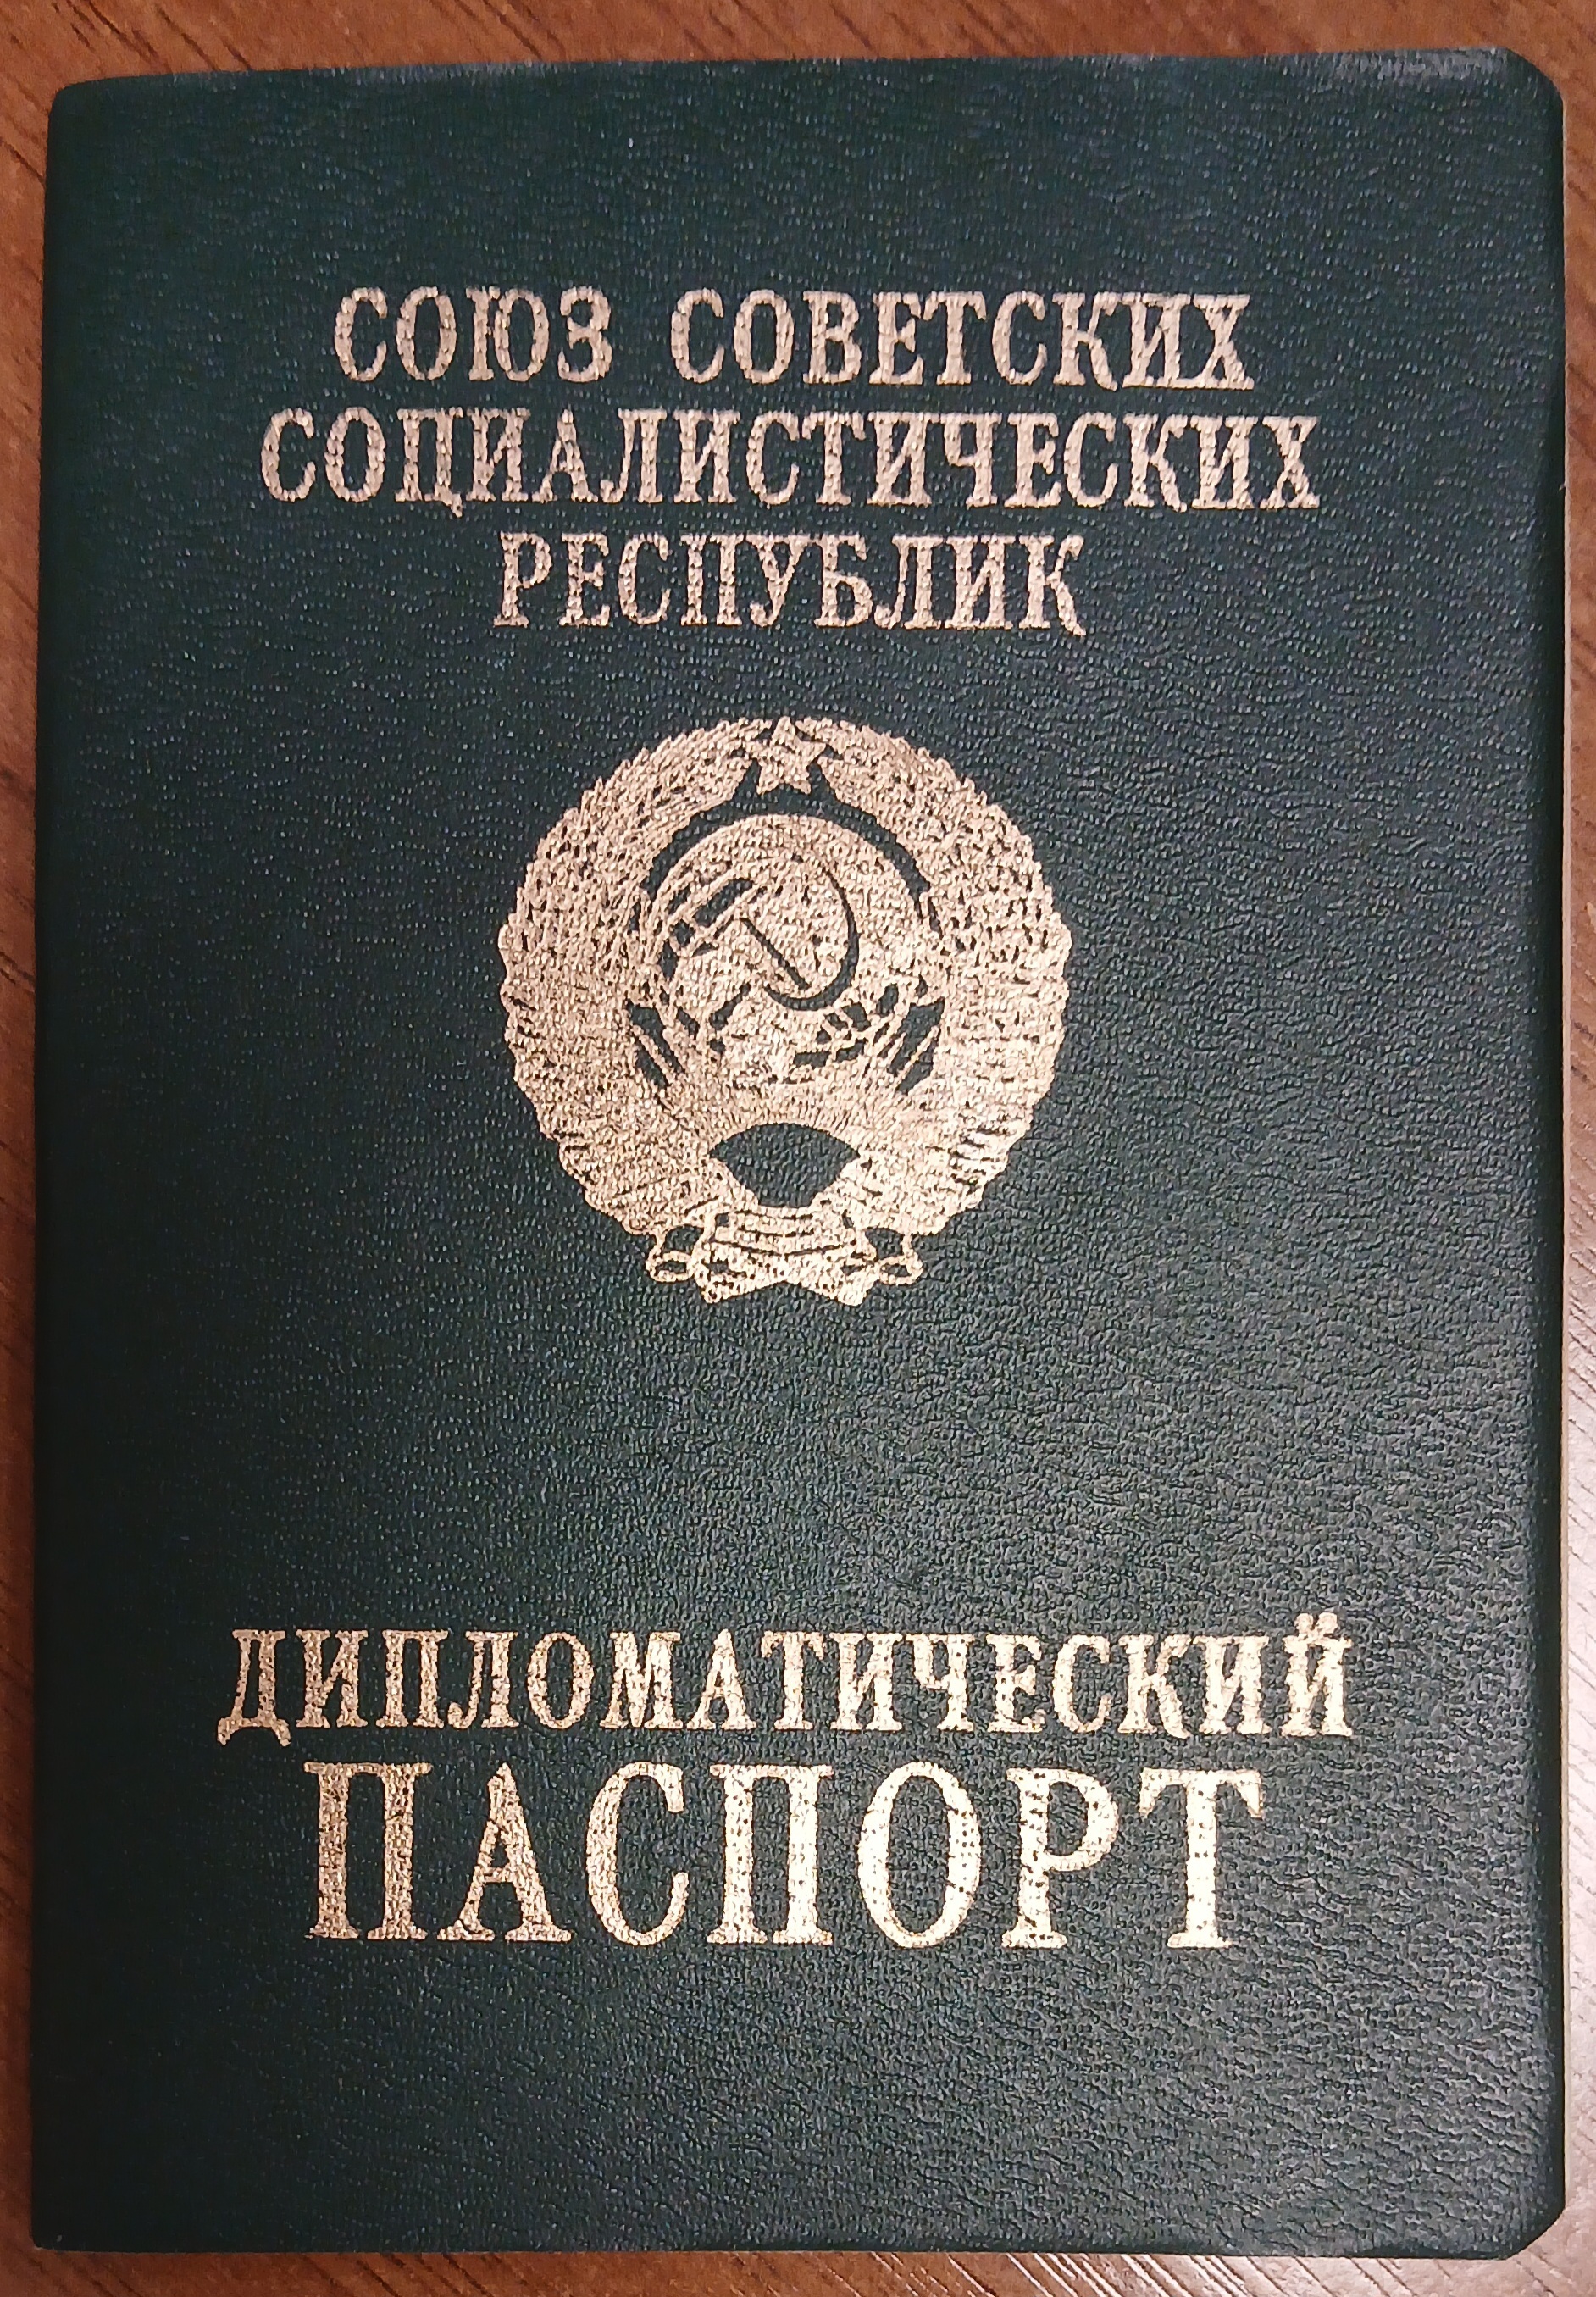 СОЮЗ СОВЕТСКИХ
СОЦИАЛИСТИЧЕСКИХ
РЕСПУБЛИК
ДИПЛОМАТИЧЕСКИЙ
ПАСПОРТ